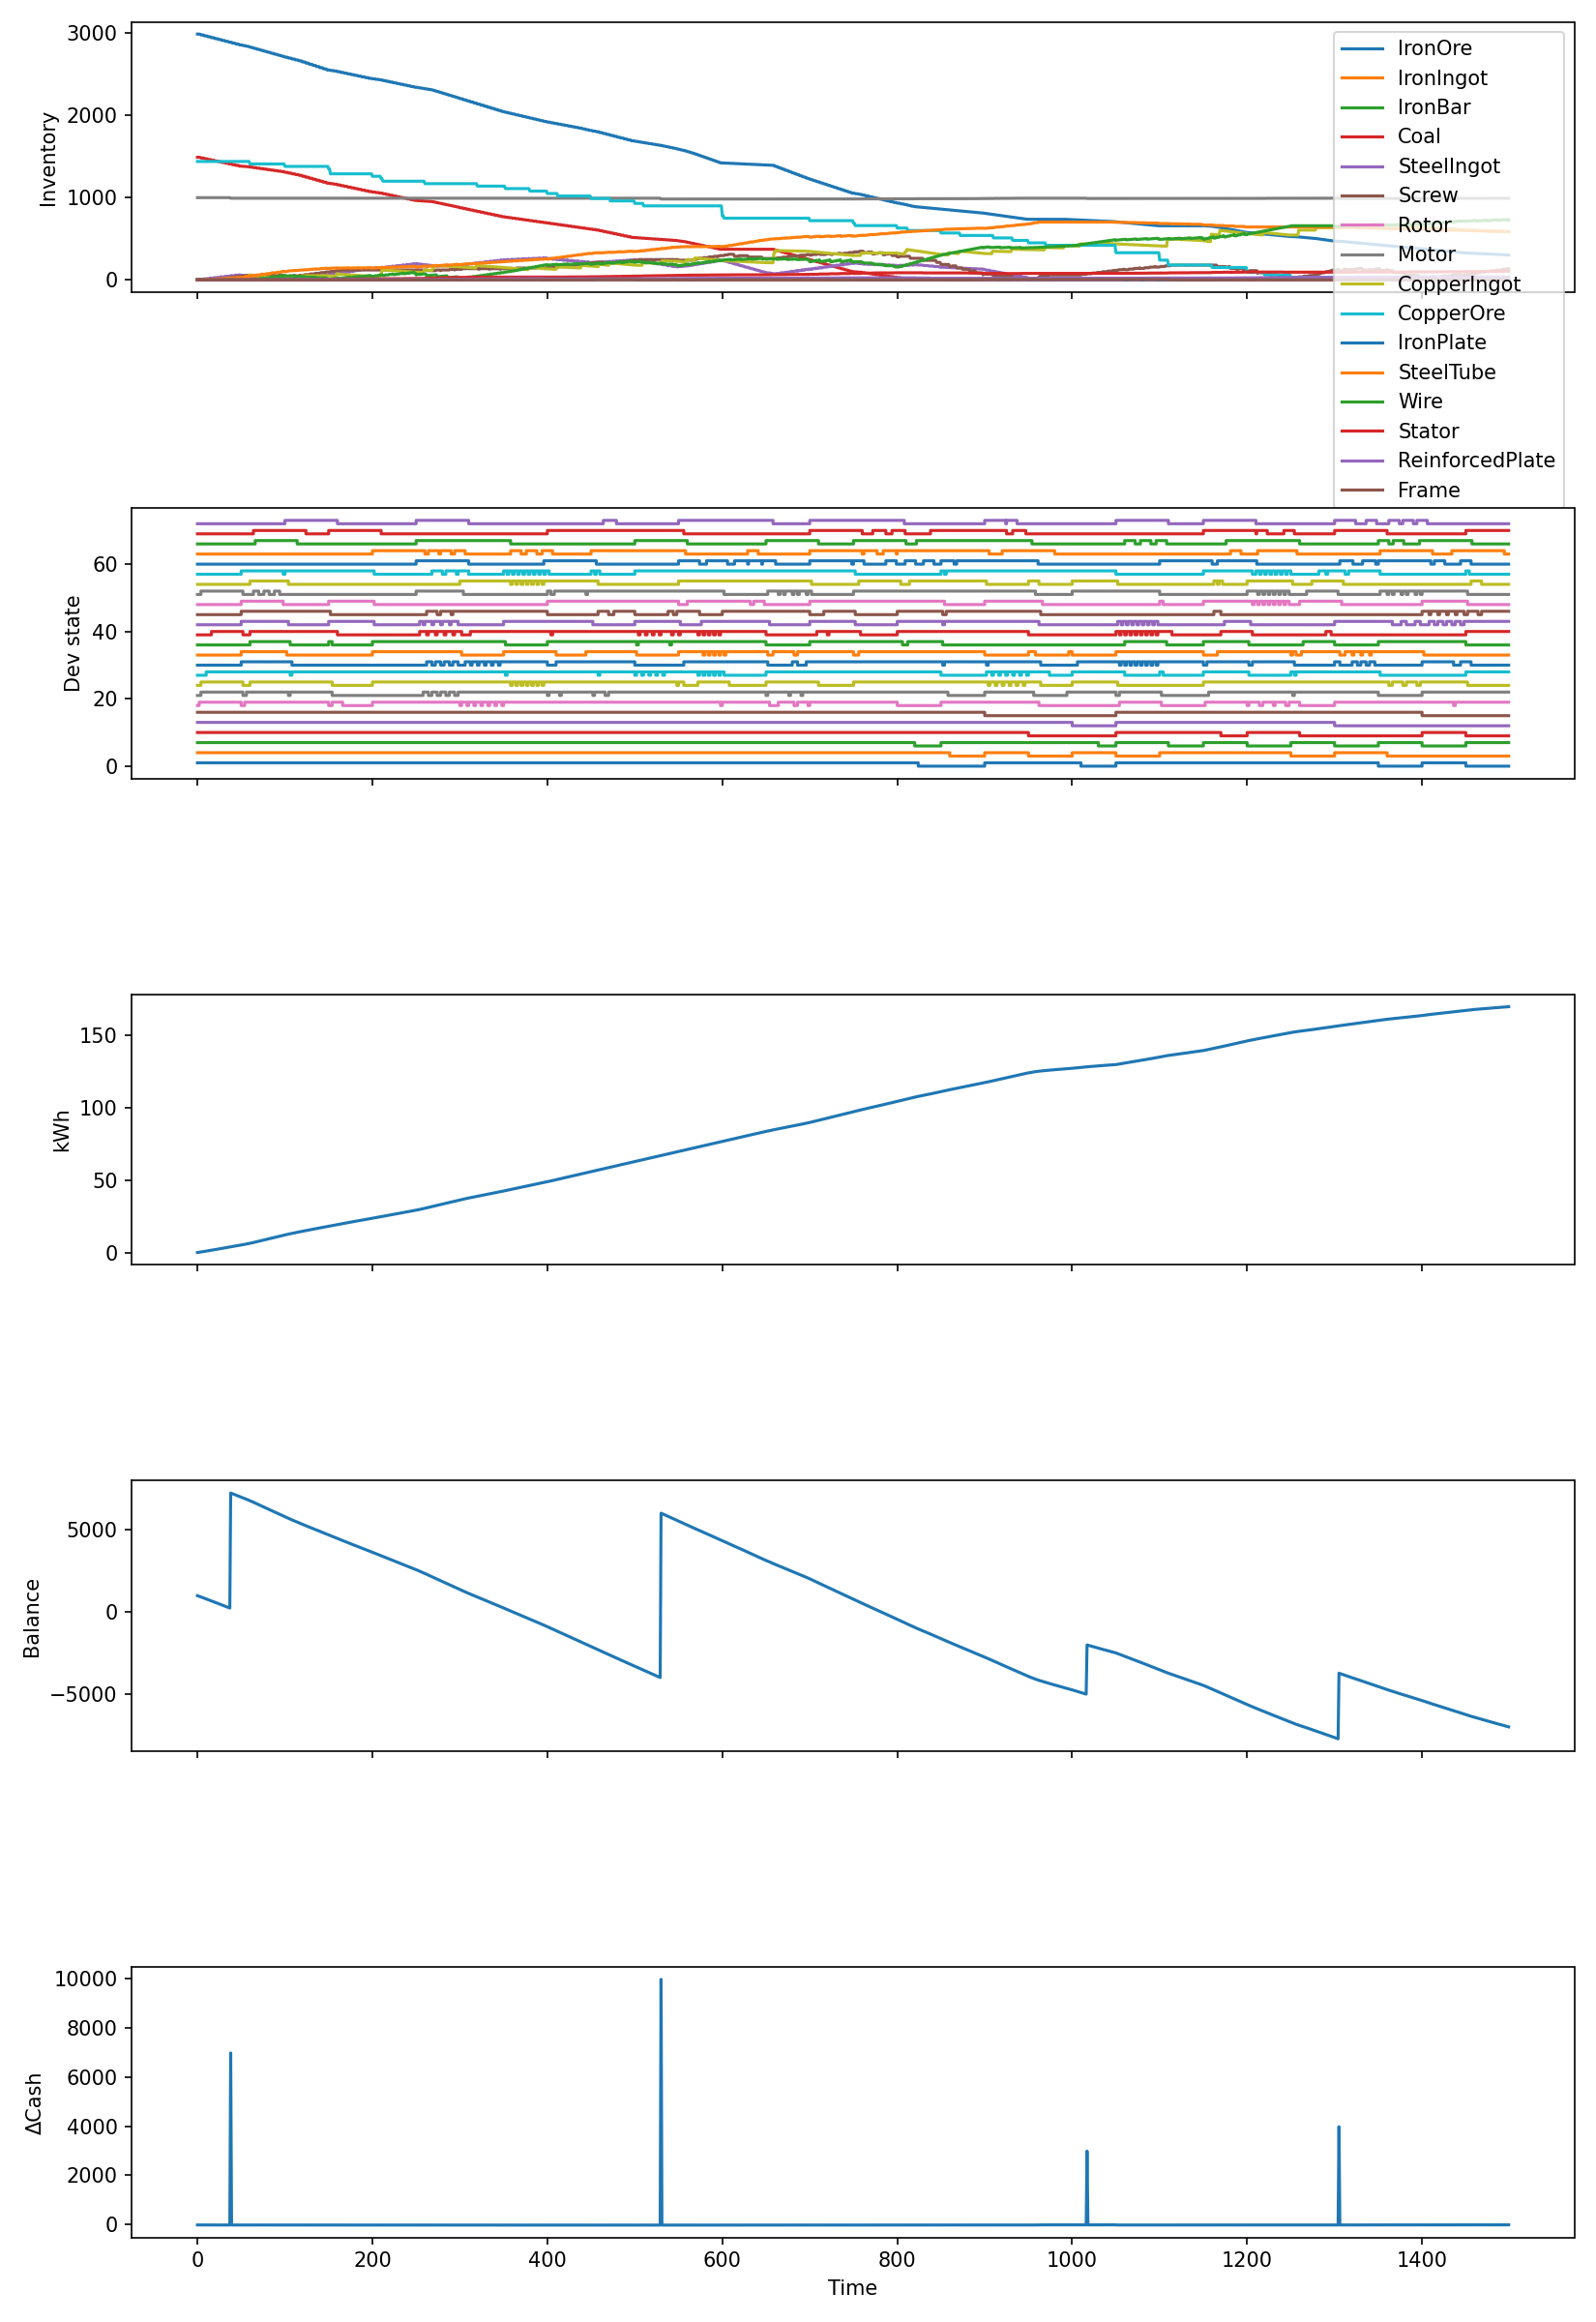 3000
2000
1000
0
Inventory
IronOre
IronIngot
IronBar
Coal
SteelIngot
Screw
Rotor
Motor
CopperIngot
CopperOre
IronPlate
SteelTube
Wire
Stator
ReinforcedPlate
Frame
60
40
20
0
Dev state
150
100
50
0
kWh
5000
0
−5000
Balance
10000
8000
6000
4000
2000
0
ΔCash
0 200 400 600 800 1000 1200 1400
Time